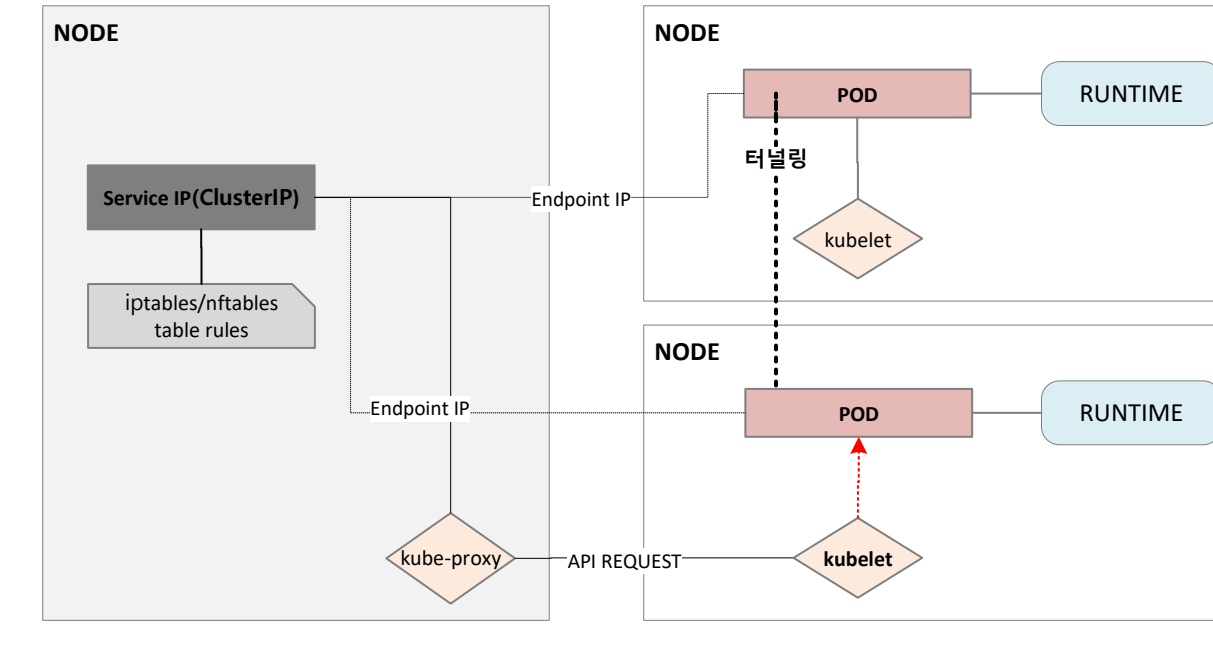 NODE
Service IP(ClusterIP)
iptables/nftables
table rules
Endpoint IP
Endpoint IP
kube-proxy
API REQUEST
NODE
POD
RUNTIME
터널링
kubelet
NODE
POD
RUNTIME
kubelet